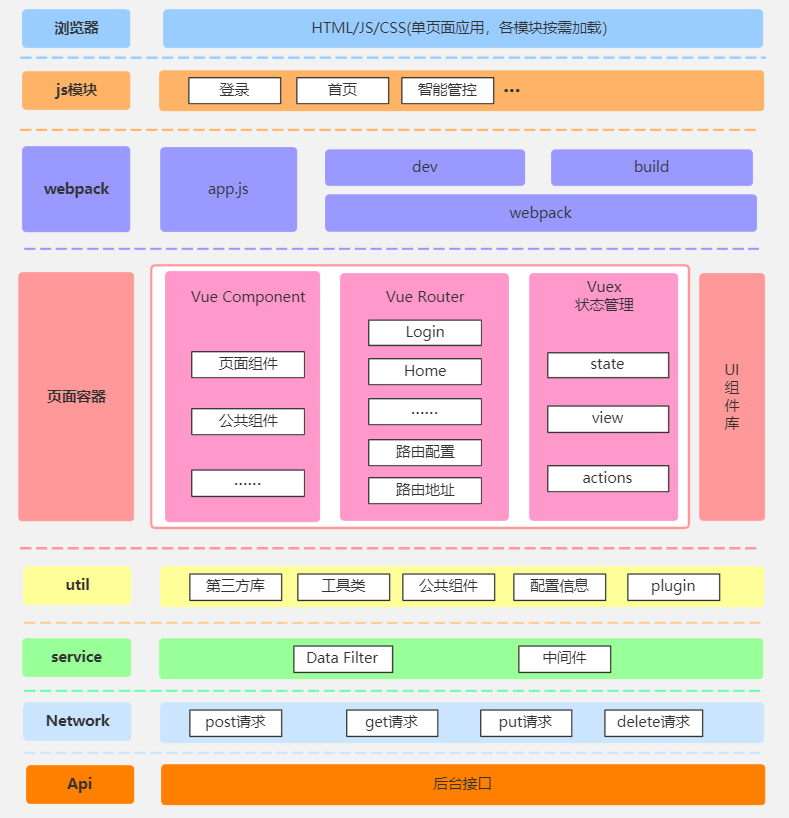 浏览器
HTML/JS/CSS(单页面应用，各模块按需加载)
js模块
登录
首页
智能管控
...
webpack
app.js
dev
build
webpack
页面容器
Vue Component
页面组件
公共组件
......
Vue Router
Login
Home
......
路由配置
路由地址
Vuex
状态管理
state
view
actions
UI
组
件
库
util
第三方库
工具类
公共组件
配置信息
plugin
service
Data Filter
中间件
Network
post请求
get请求
put请求
delete请求
Api
后台接口